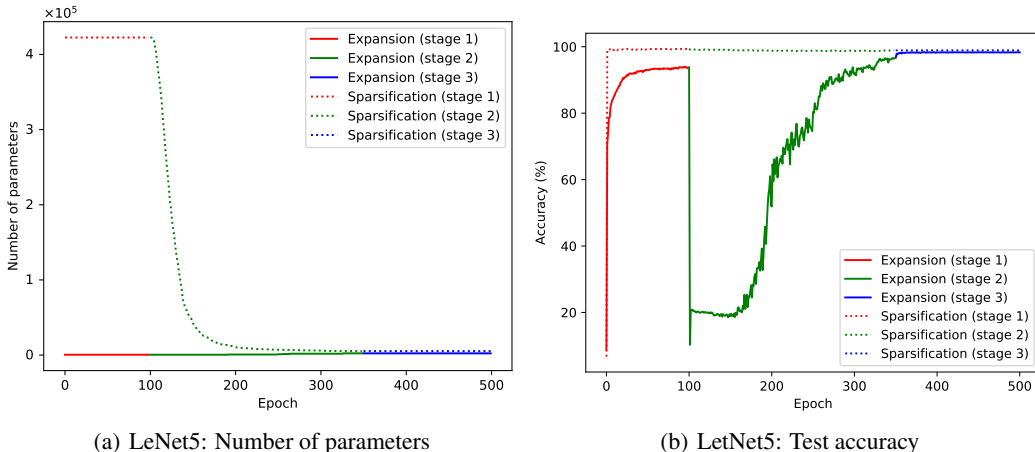 ×10⁵
4
3
2
1
0
Number of parameters
0 100 200 300 400 500
Epoch
Expansion (stage 1)
Expansion (stage 2)
Expansion (stage 3)
Sparsification (stage 1)
Sparsification (stage 2)
Sparsification (stage 3)
(a) LeNet5: Number of parameters
100
80
60
40
20
Accuracy (%)
0 100 200 300 400 500
Epoch
Expansion (stage 1)
Expansion (stage 2)
Expansion (stage 3)
Sparsification (stage 1)
Sparsification (stage 2)
Sparsification (stage 3)
(b) LetNet5: Test accuracy